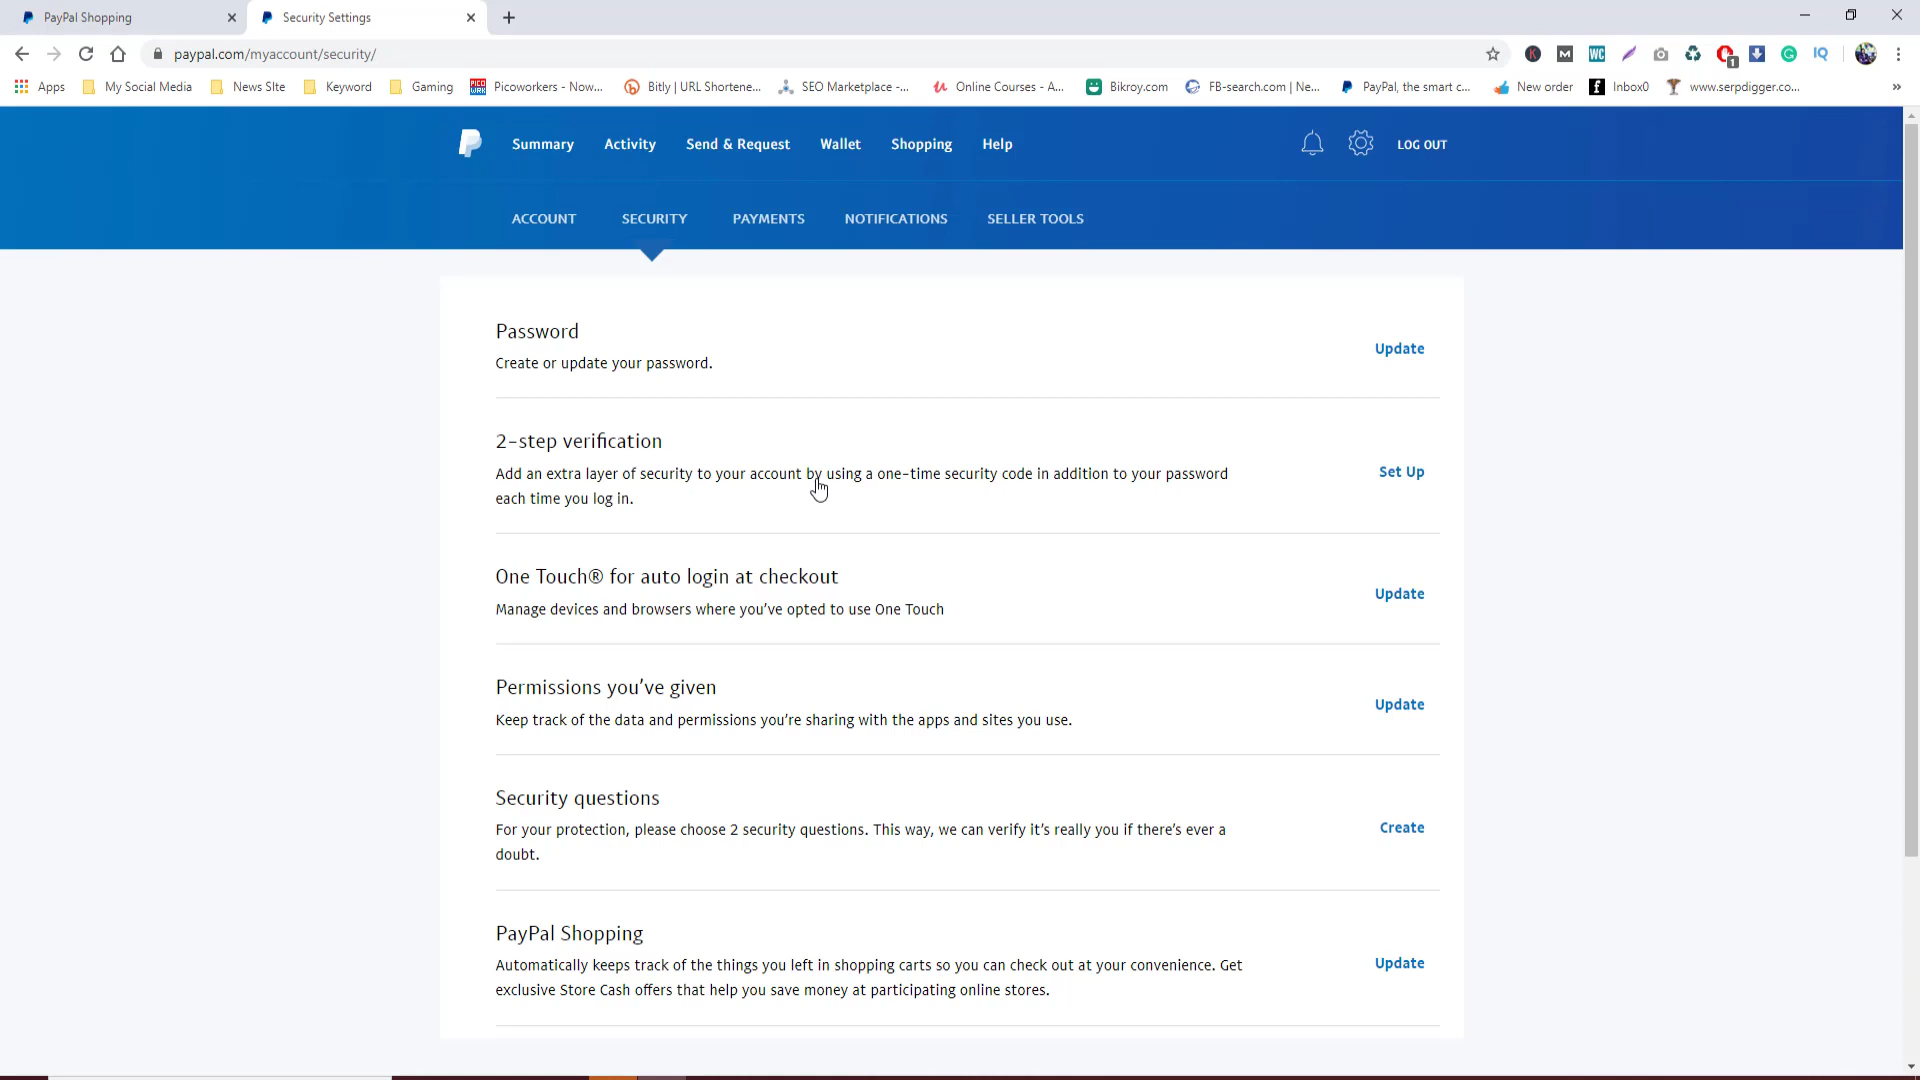 PayPal Shopping
Security Settings
paypal.com/myaccount/security/
Apps My Social Media News SIte Keyword Gaming Picoworkers - Now... Bitly | URL Shortene... SEO Marketplace -... Online Courses - A... Bikroy.com FB-search.com | Ne... PayPal, the smart c... New order Inbox0 www.serpdigger.co... »
Summary Activity Send & Request Wallet Shopping Help LOG OUT
ACCOUNT SECURITY PAYMENTS NOTIFICATIONS SELLER TOOLS
Password
Create or update your password.
Update
2-step verification
Add an extra layer of security to your account by using a one-time security code in addition to your password
each time you log in.
Set Up
One Touch® for auto login at checkout
Manage devices and browsers where you've opted to use One Touch
Update
Permissions you've given
Keep track of the data and permissions you're sharing with the apps and sites you use.
Update
Security questions
For your protection, please choose 2 security questions. This way, we can verify it's really you if there's ever a
doubt.
Create
PayPal Shopping
Automatically keeps track of the things you left in shopping carts so you can check out at your convenience. Get
exclusive Store Cash offers that help you save money at participating online stores.
Update